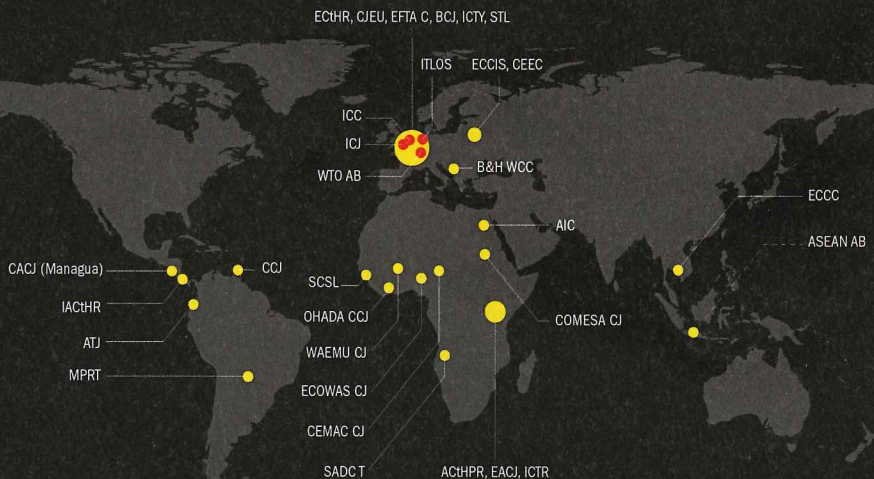 ECtHR, CJEU, EFTA C, BCJ, ICTY, STL
ITLOS
ECCIS, CEEC
ICC
ICJ
WTO AB
B&H WCC
ECCC
AIC
ASEAN AB
CACJ (Managua)
CCJ
SCSL
IACtHR
OHADA CCJ
COMESA CJ
ATJ
WAEMU CJ
MPRT
ECOWAS CJ
CEMAC CJ
SADC T
ACtHPR, EACJ, ICTR